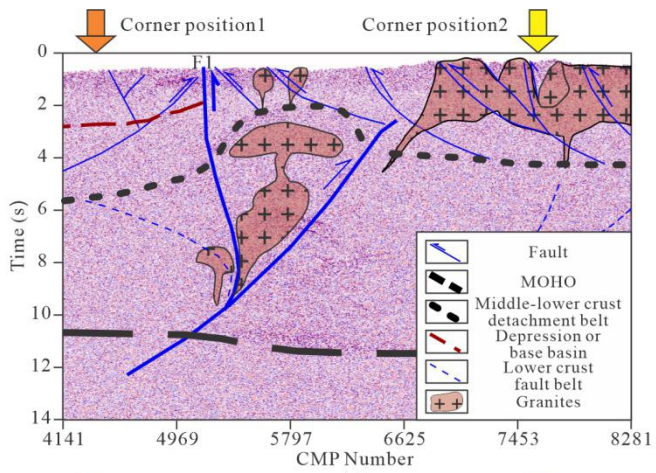 Corner position1
Corner position2
F1
0
2
4
6
8
10
12
14
Time (s)
4141
4969
5797
6625
7453
8281
CMP Number
Fault
MOHO
Middle-lower crust
detachment belt
Depression or
base basin
Lower crust
fault belt
Granites